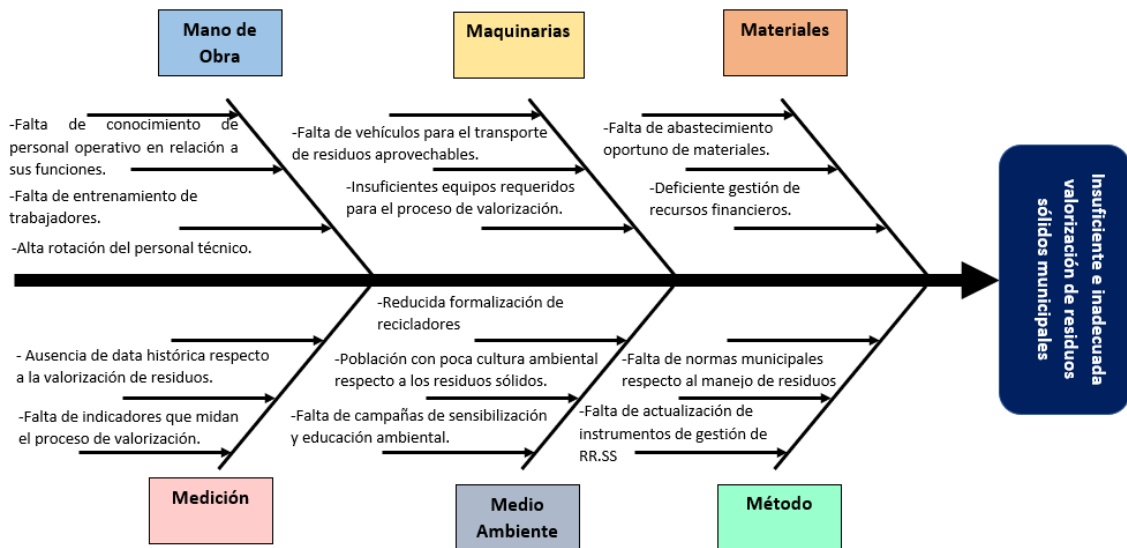 Mano de
Obra
-Falta de conocimiento de
personal operativo en relación a
sus funciones.
-Falta de entrenamiento de
trabajadores.
-Alta rotación del personal técnico.
Maquinarias
-Falta de vehículos para el transporte
de residuos aprovechables.
-Insuficientes equipos requeridos
para el proceso de valorización.
Materiales
-Falta de abastecimiento
oportuno de materiales.
-Deficiente gestión de
recursos financieros.
Insuficiente e inadecuada
valorización de residuos
sólidos municipales
- Ausencia de data histórica respecto
a la valorización de residuos.
-Falta de indicadores que midan
el proceso de valorización.
Medición
-Reducida formalización de
recicladores
-Población con poca cultura ambiental
respecto a los residuos sólidos.
-Falta de campañas de sensibilización
y educación ambiental.
Medio
Ambiente
-Falta de normas municipales
respecto al manejo de residuos
-Falta de actualización de
instrumentos de gestión de
RR.SS
Método